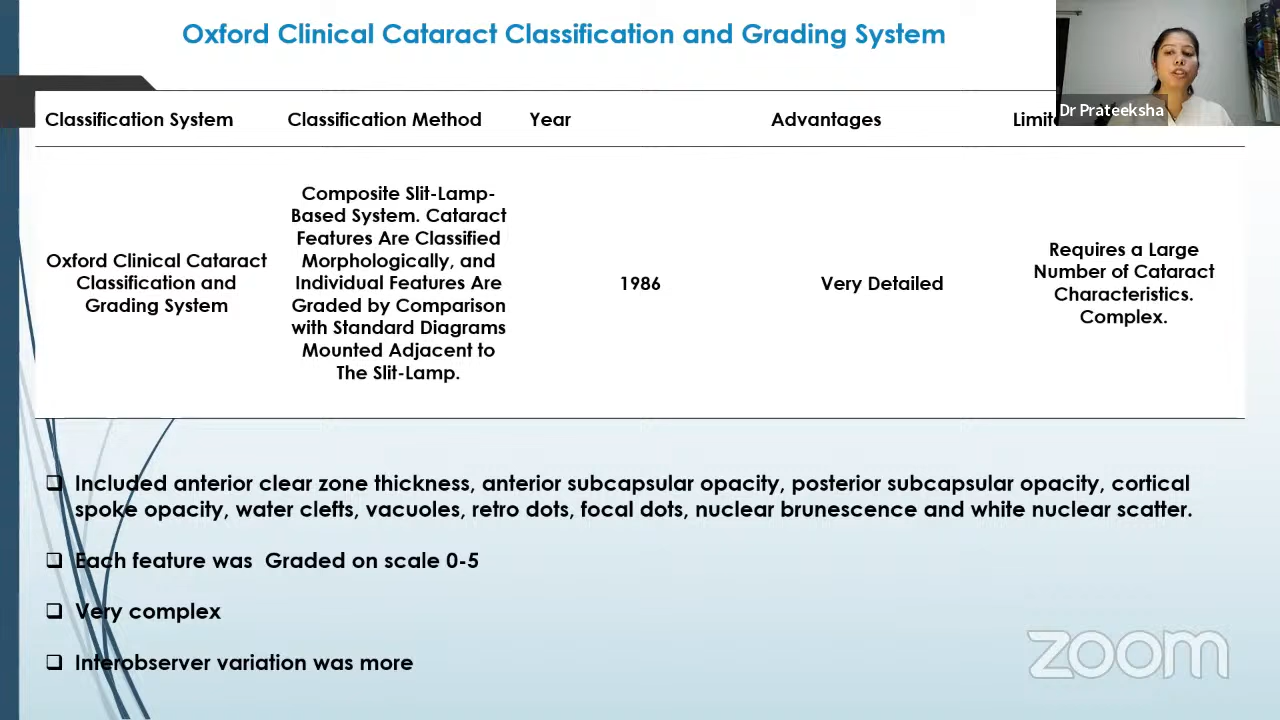 Oxford Clinical Cataract Classification and Grading System
Dr Prateeksha
Classification System
Classification Method
Year
Advantages
Oxford Clinical Cataract
Classification and
Grading System
Composite Slit-Lamp-
Based System. Cataract
Features Are Classified
Morphologically, and
Individual Features Are
Graded by Comparison
with Standard Diagrams
Mounted Adjacent to
The Slit-Lamp.
1986
Very Detailed
Requires a Large
Number of Cataract
Characteristics.
Complex.
Included anterior clear zone thickness, anterior subcapsular opacity, posterior subcapsular opacity, cortical
spoke opacity, water clefts, vacuoles, retro dots, focal dots, nuclear brunescence and white nuclear scatter.
Each feature was Graded on scale 0-5
Very complex
Interobserver variation was more
zoom